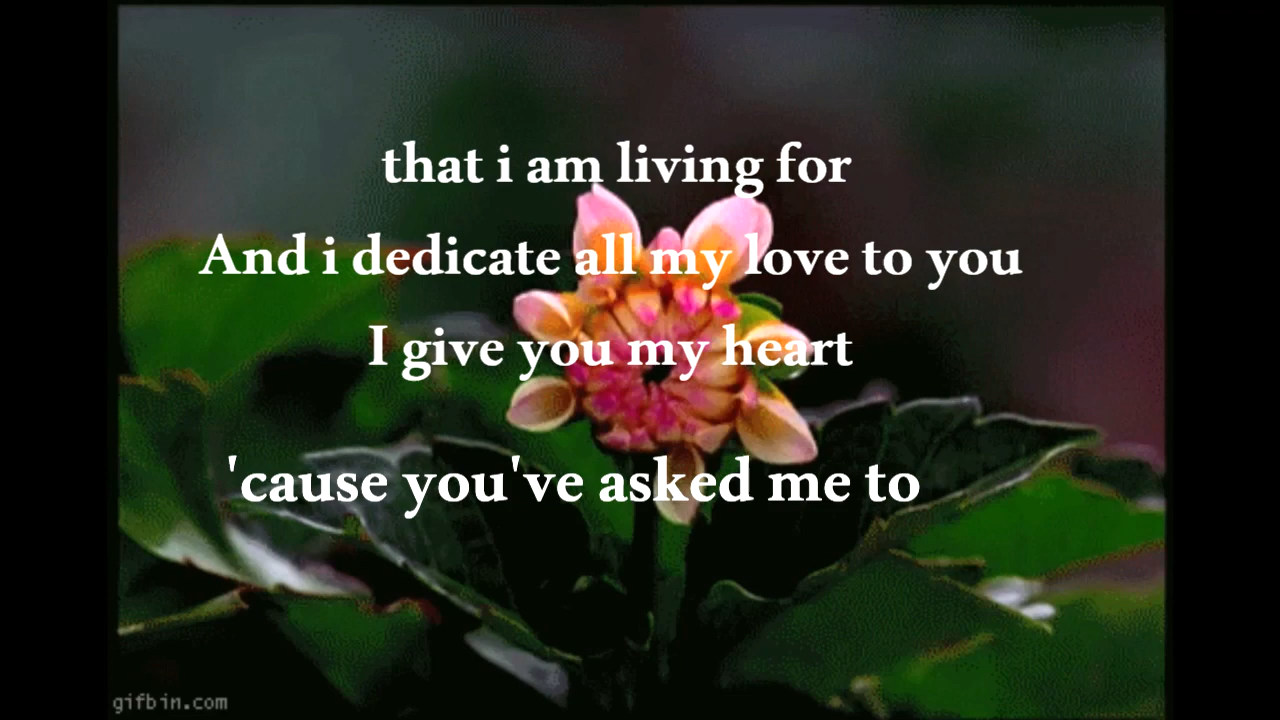 that i am living for
And i dedicate all my love to you
I give you my heart
'cause you've asked me to
gifbin.com